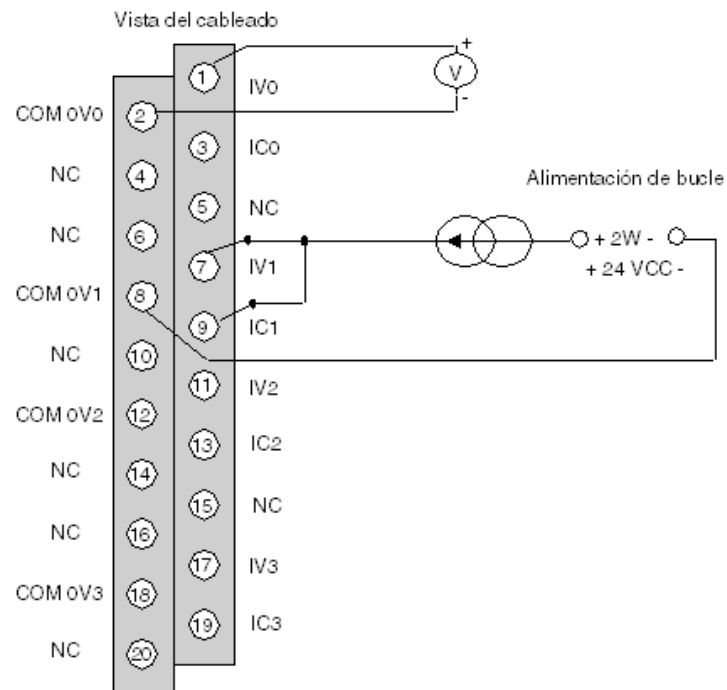 Vista del cableado
1
+
V
-
IV0
COM 0V0
2
3
IC0
NC
4
Alimentación de bucle
5
NC
NC
6
+ 2W -
7
IV1
+ 24 VCC -
COM 0V1
8
9
IC1
NC
10
11
IV2
COM 0V2
12
13
IC2
NC
14
15
NC
NC
16
17
IV3
COM 0V3
18
19
IC3
NC
20